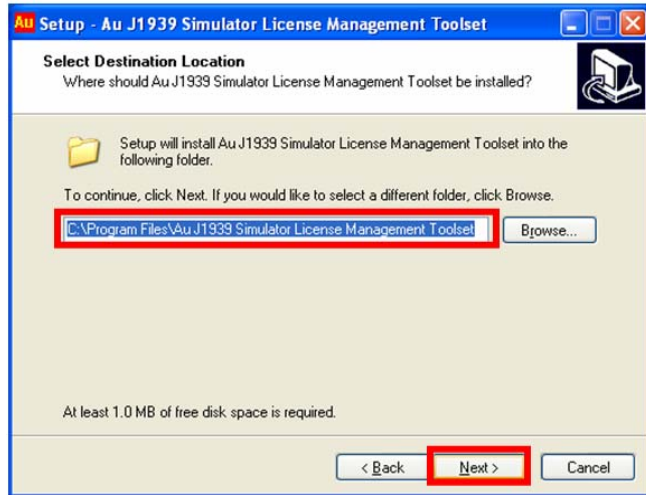 Au Setup - Au J1939 Simulator License Management Toolset
Select Destination Location
Where should Au J1939 Simulator License Management Toolset be installed?
Setup will install Au J1939 Simulator License Management Toolset into the
following folder.
To continue, click Next. If you would like to select a different folder, click Browse.
C:\Program Files\Au J1939 Simulator License Management Toolset Browse...
At least 1.0 MB of free disk space is required.
< Back Next > Cancel